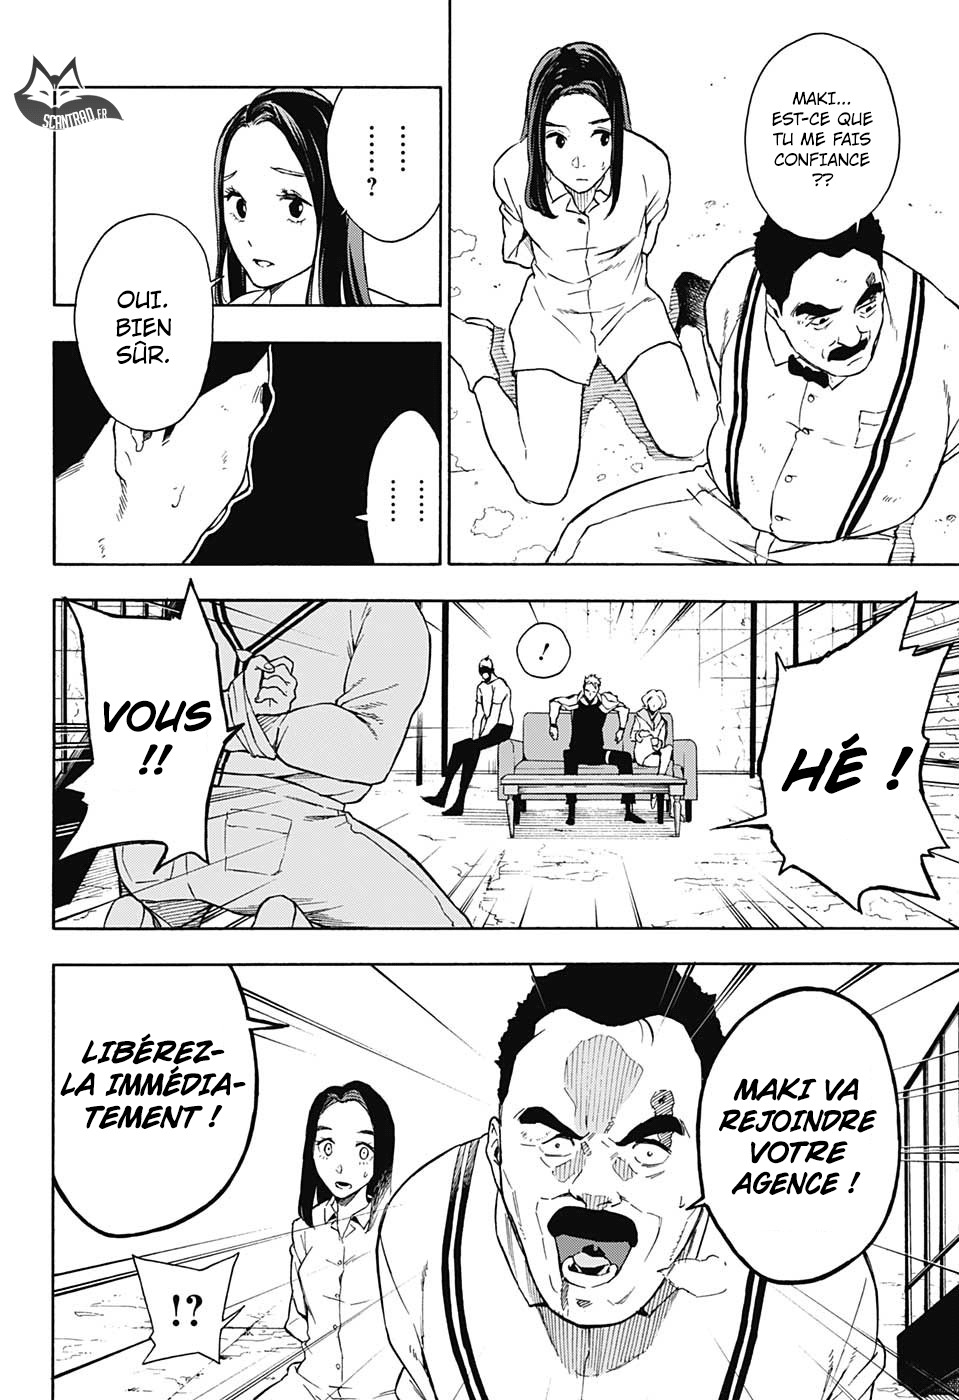 MAKI...
EST-CE QUE
TU ME FAIS
CONFIANCE
??
......?
OUI.
BIEN
SÛR.
......
HÉ !
!
VOUS
!!
MAKI VA
REJOINDRE
VOTRE
AGENCE !
LIBÉREZ-
LA IMMÉDIA-
TEMENT !
!?
SCANTRAD.FR